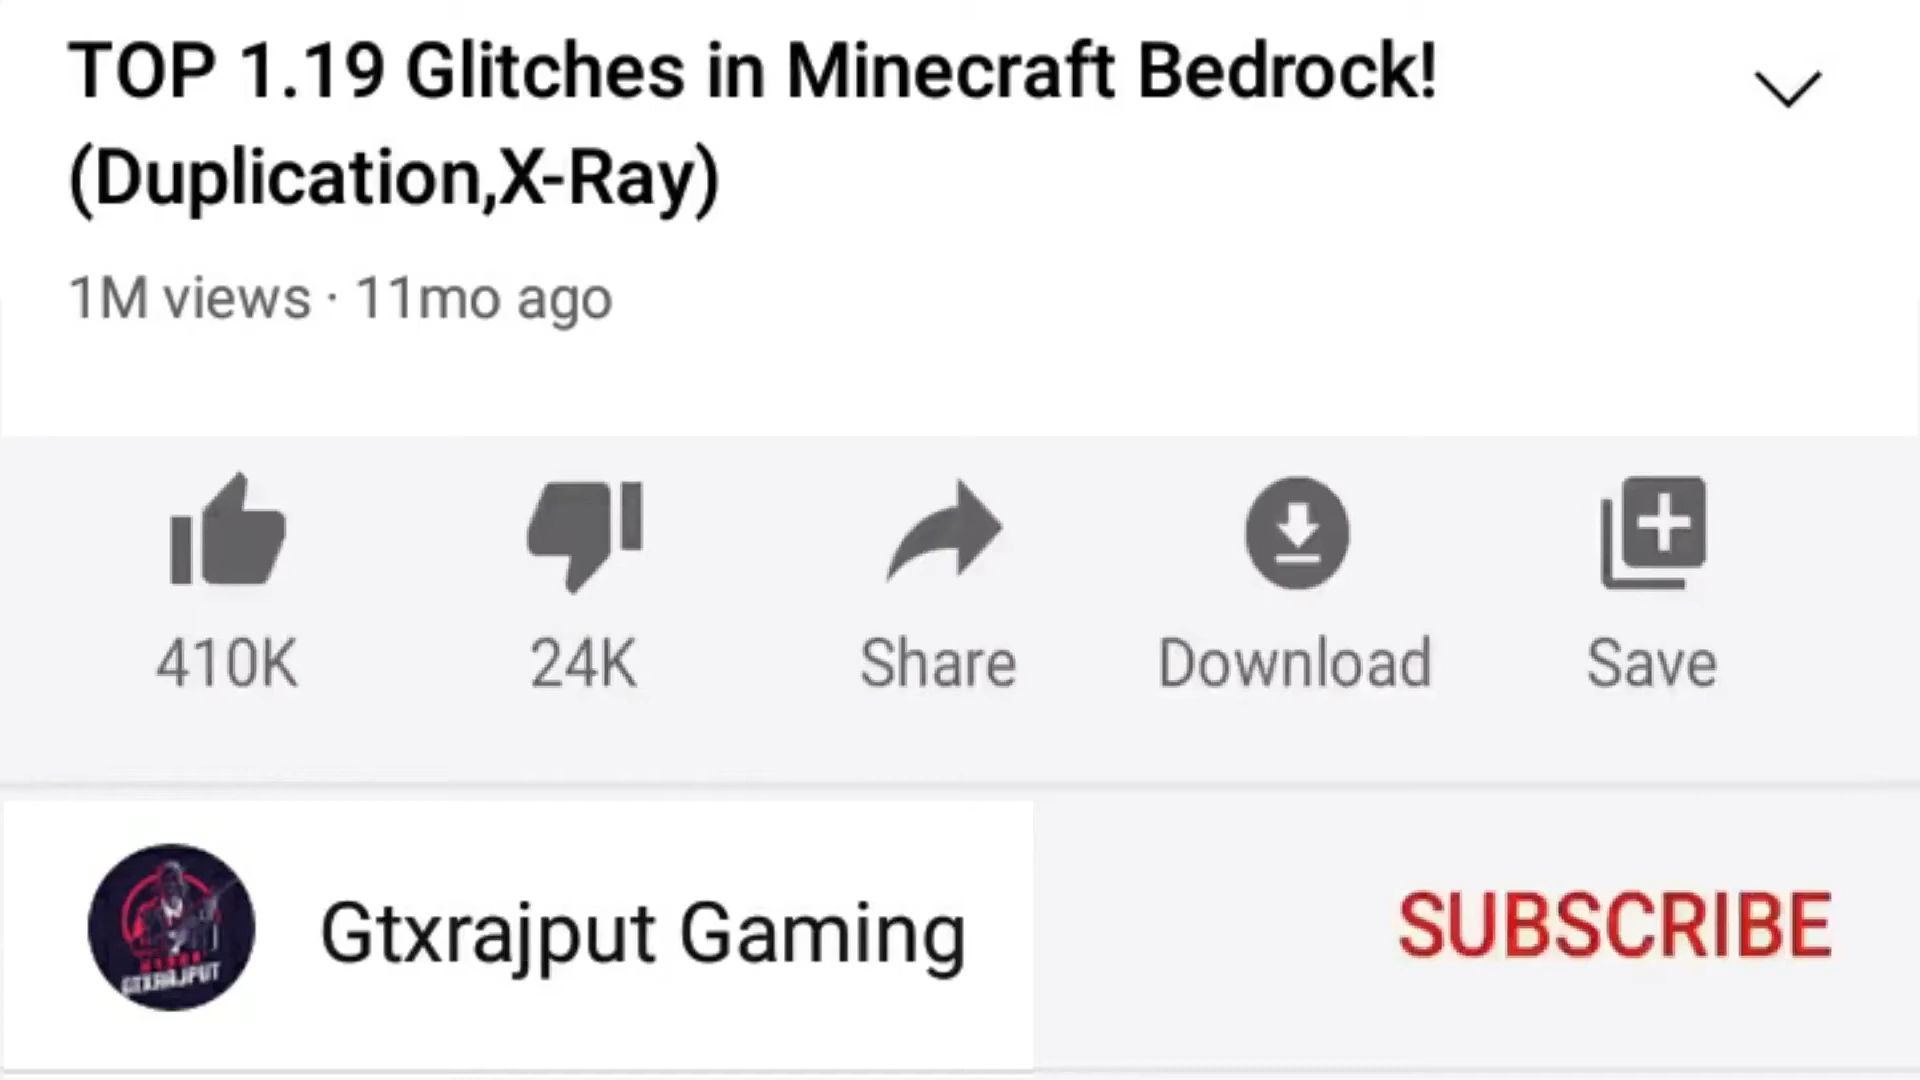 TOP 1.19 Glitches in Minecraft Bedrock!
(Duplication,X-Ray)
1M views · 11mo ago
410K 24K Share Download Save
Gtxrajput Gaming
SUBSCRIBE
GTXRAJPUT